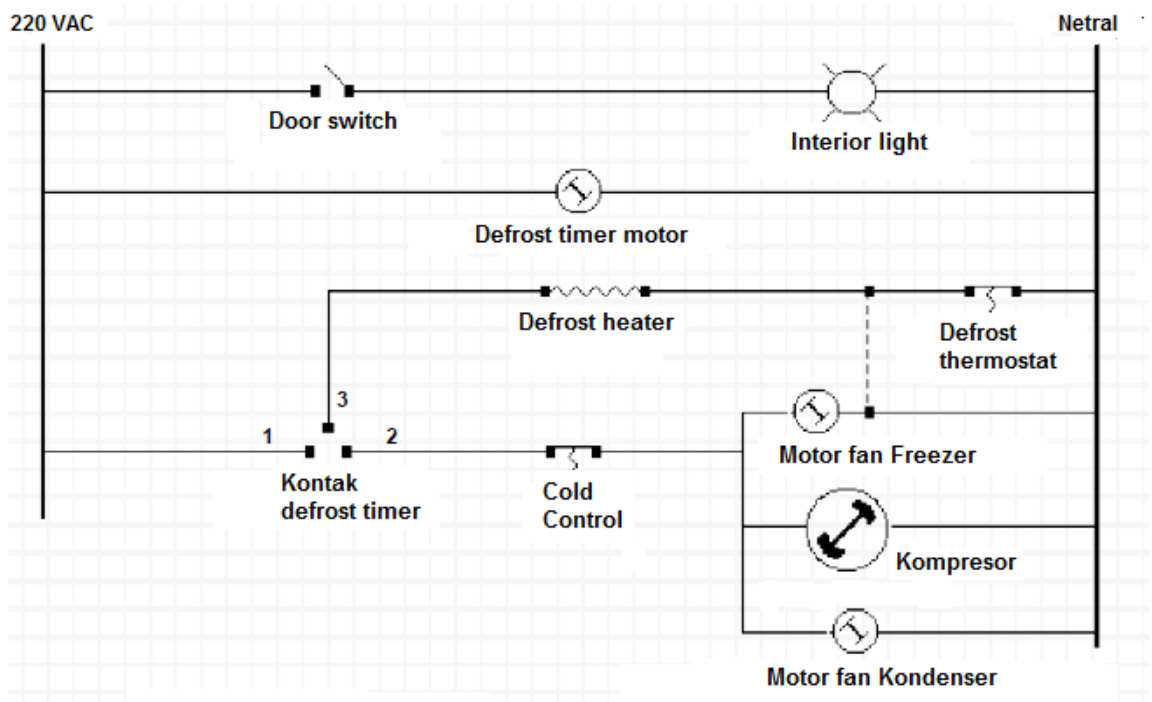 220 VAC
Netral
Door switch
Interior light
Defrost timer motor
Defrost heater
Defrost
thermostat
3
1
2
Motor fan Freezer
Kontak
defrost timer
Cold
Control
Kompresor
Motor fan Kondenser